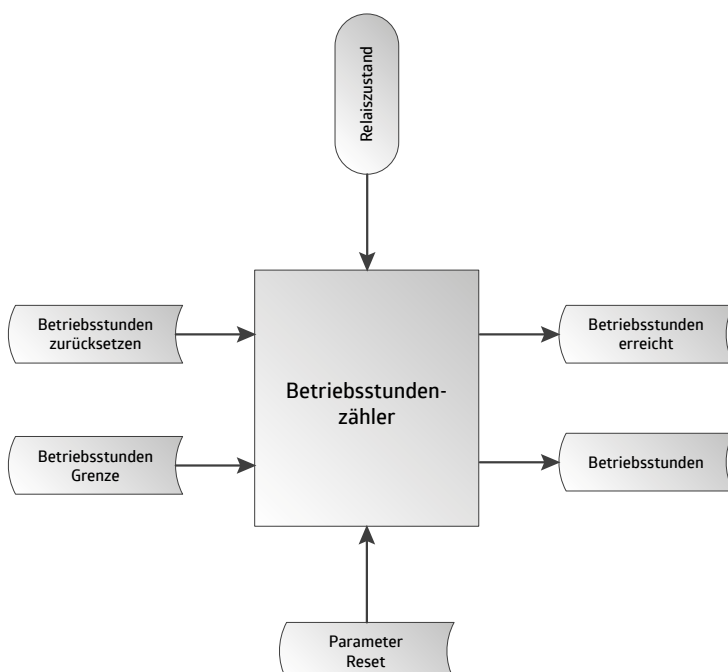 Relaiszustand
Betriebsstunden
zurücksetzen
Betriebsstunden
erreicht
Betriebsstunden-
zähler
Betriebsstunden
Grenze
Betriebsstunden
Parameter
Reset